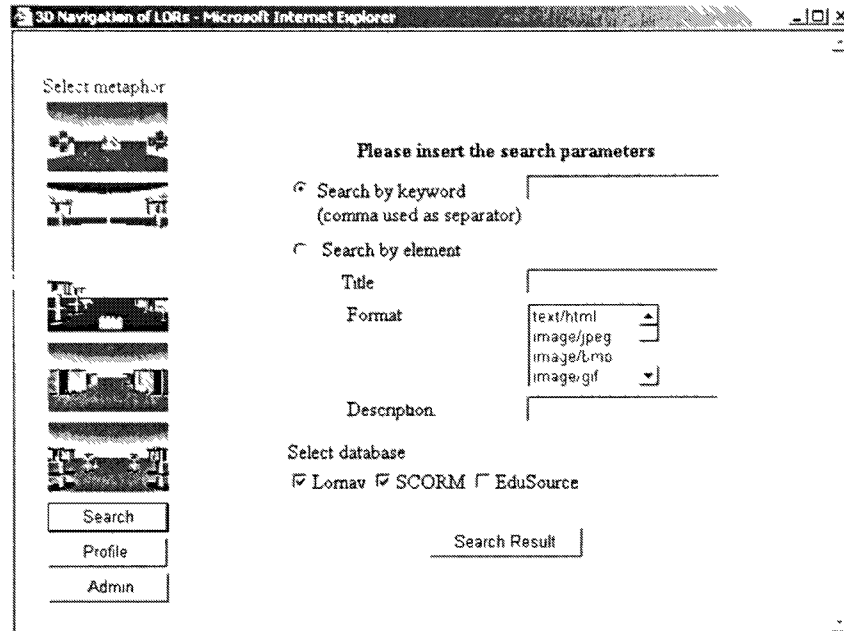 3D Navigation of LORs - Microsoft Internet Explorer
Select metaphor
Please insert the search parameters
Search by keyword
(comma used as separator)
Search by element
Title
Format
text/html
image/jpeg
image/bmp
image/gif
Description
Select database
Lornav SCORM EduSource
Search
Profile
Admin
Search Result